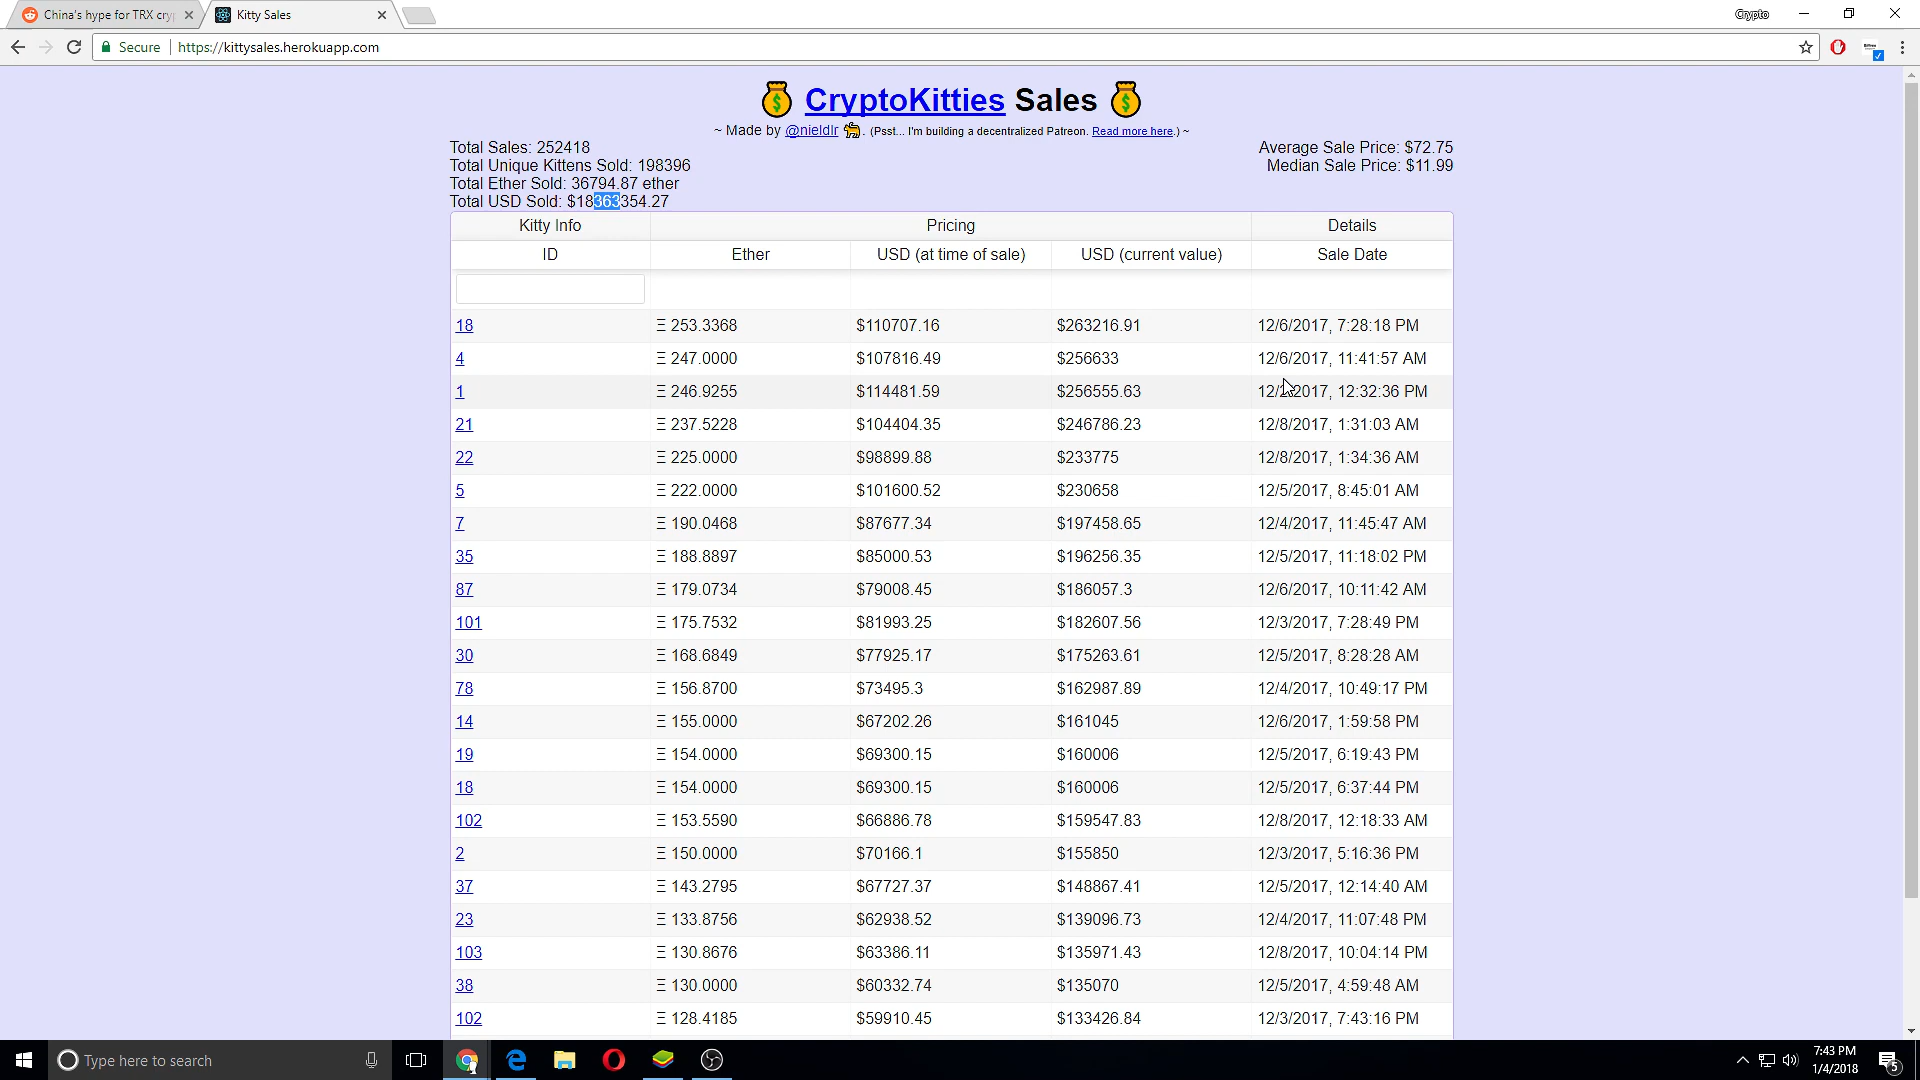 China's hype for TRX cry
Kitty Sales
Crypto
Secure | https://kittysales.herokuapp.com
CryptoKitties Sales
~ Made by @nieldlr . (Psst... I'm building a decentralized Patreon. Read more here.) ~
Total Sales: 252418
Total Unique Kittens Sold: 198396
Total Ether Sold: 36794.87 ether
Total USD Sold: $18363354.27
Average Sale Price: $72.75
Median Sale Price: $11.99
Kitty Info Pricing Details
ID Ether USD (at time of sale) USD (current value) Sale Date
18 Ξ 253.3368 $110707.16 $263216.91 12/6/2017, 7:28:18 PM
4 Ξ 247.0000 $107816.49 $256633 12/6/2017, 11:41:57 AM
1 Ξ 246.9255 $114481.59 $256555.63 12/2/2017, 12:32:36 PM
21 Ξ 237.5228 $104404.35 $246786.23 12/8/2017, 1:31:03 AM
22 Ξ 225.0000 $98899.88 $233775 12/8/2017, 1:34:36 AM
5 Ξ 222.0000 $101600.52 $230658 12/5/2017, 8:45:01 AM
7 Ξ 190.0468 $87677.34 $197458.65 12/4/2017, 11:45:47 AM
35 Ξ 188.8897 $85000.53 $196256.35 12/5/2017, 11:18:02 PM
87 Ξ 179.0734 $79008.45 $186057.3 12/6/2017, 10:11:42 AM
101 Ξ 175.7532 $81993.25 $182607.56 12/3/2017, 7:28:49 PM
30 Ξ 168.6849 $77925.17 $175263.61 12/5/2017, 8:28:28 AM
78 Ξ 156.8700 $73495.3 $162987.89 12/4/2017, 10:49:17 PM
14 Ξ 155.0000 $67202.26 $161045 12/6/2017, 1:59:58 PM
19 Ξ 154.0000 $69300.15 $160006 12/5/2017, 6:19:43 PM
18 Ξ 154.0000 $69300.15 $160006 12/5/2017, 6:37:44 PM
102 Ξ 153.5590 $66886.78 $159547.83 12/8/2017, 12:18:33 AM
2 Ξ 150.0000 $70166.1 $155850 12/3/2017, 5:16:36 PM
37 Ξ 143.2795 $67727.37 $148867.41 12/5/2017, 12:14:40 AM
23 Ξ 133.8756 $62938.52 $139096.73 12/4/2017, 11:07:48 PM
103 Ξ 130.8676 $63386.11 $135971.43 12/8/2017, 10:04:14 PM
38 Ξ 130.0000 $60332.74 $135070 12/5/2017, 4:59:48 AM
102 Ξ 128.4185 $59910.45 $133426.84 12/3/2017, 7:43:16 PM
Type here to search
7:43 PM
1/4/2018
5